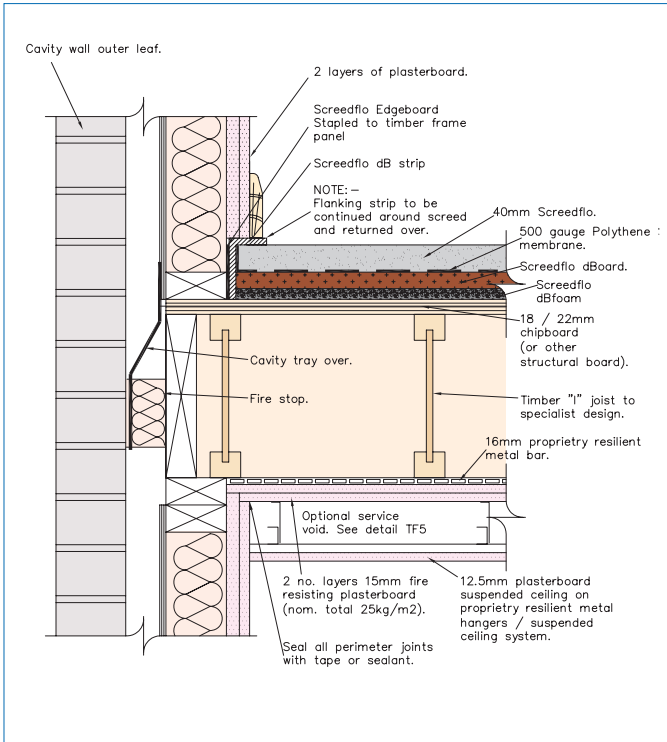 Cavity wall outer leaf.
2 layers of plasterboard.
Screedflo Edgeboard
Stapled to timber frame
panel
Screedflo dB strip
NOTE:–
Flanking strip to be
continued around screed
and returned over.
40mm Screedflo.
500 gauge Polythene
membrane.
Screedflo dBoard.
Screedflo
dBfoam
18 / 22mm
chipboard
(or other
structural board).
Cavity tray over.
Fire stop.
Timber "I" joist to
specialist design.
16mm proprietry resilient
metal bar.
Optional service
void. See detail TF5
2 no. layers 15mm fire
resisting plasterboard
(nom. total 25kg/m2).
12.5mm plasterboard
suspended ceiling on
proprietry resilient metal
hangers / suspended
ceiling system.
Seal all perimeter joints
with tape or sealant.